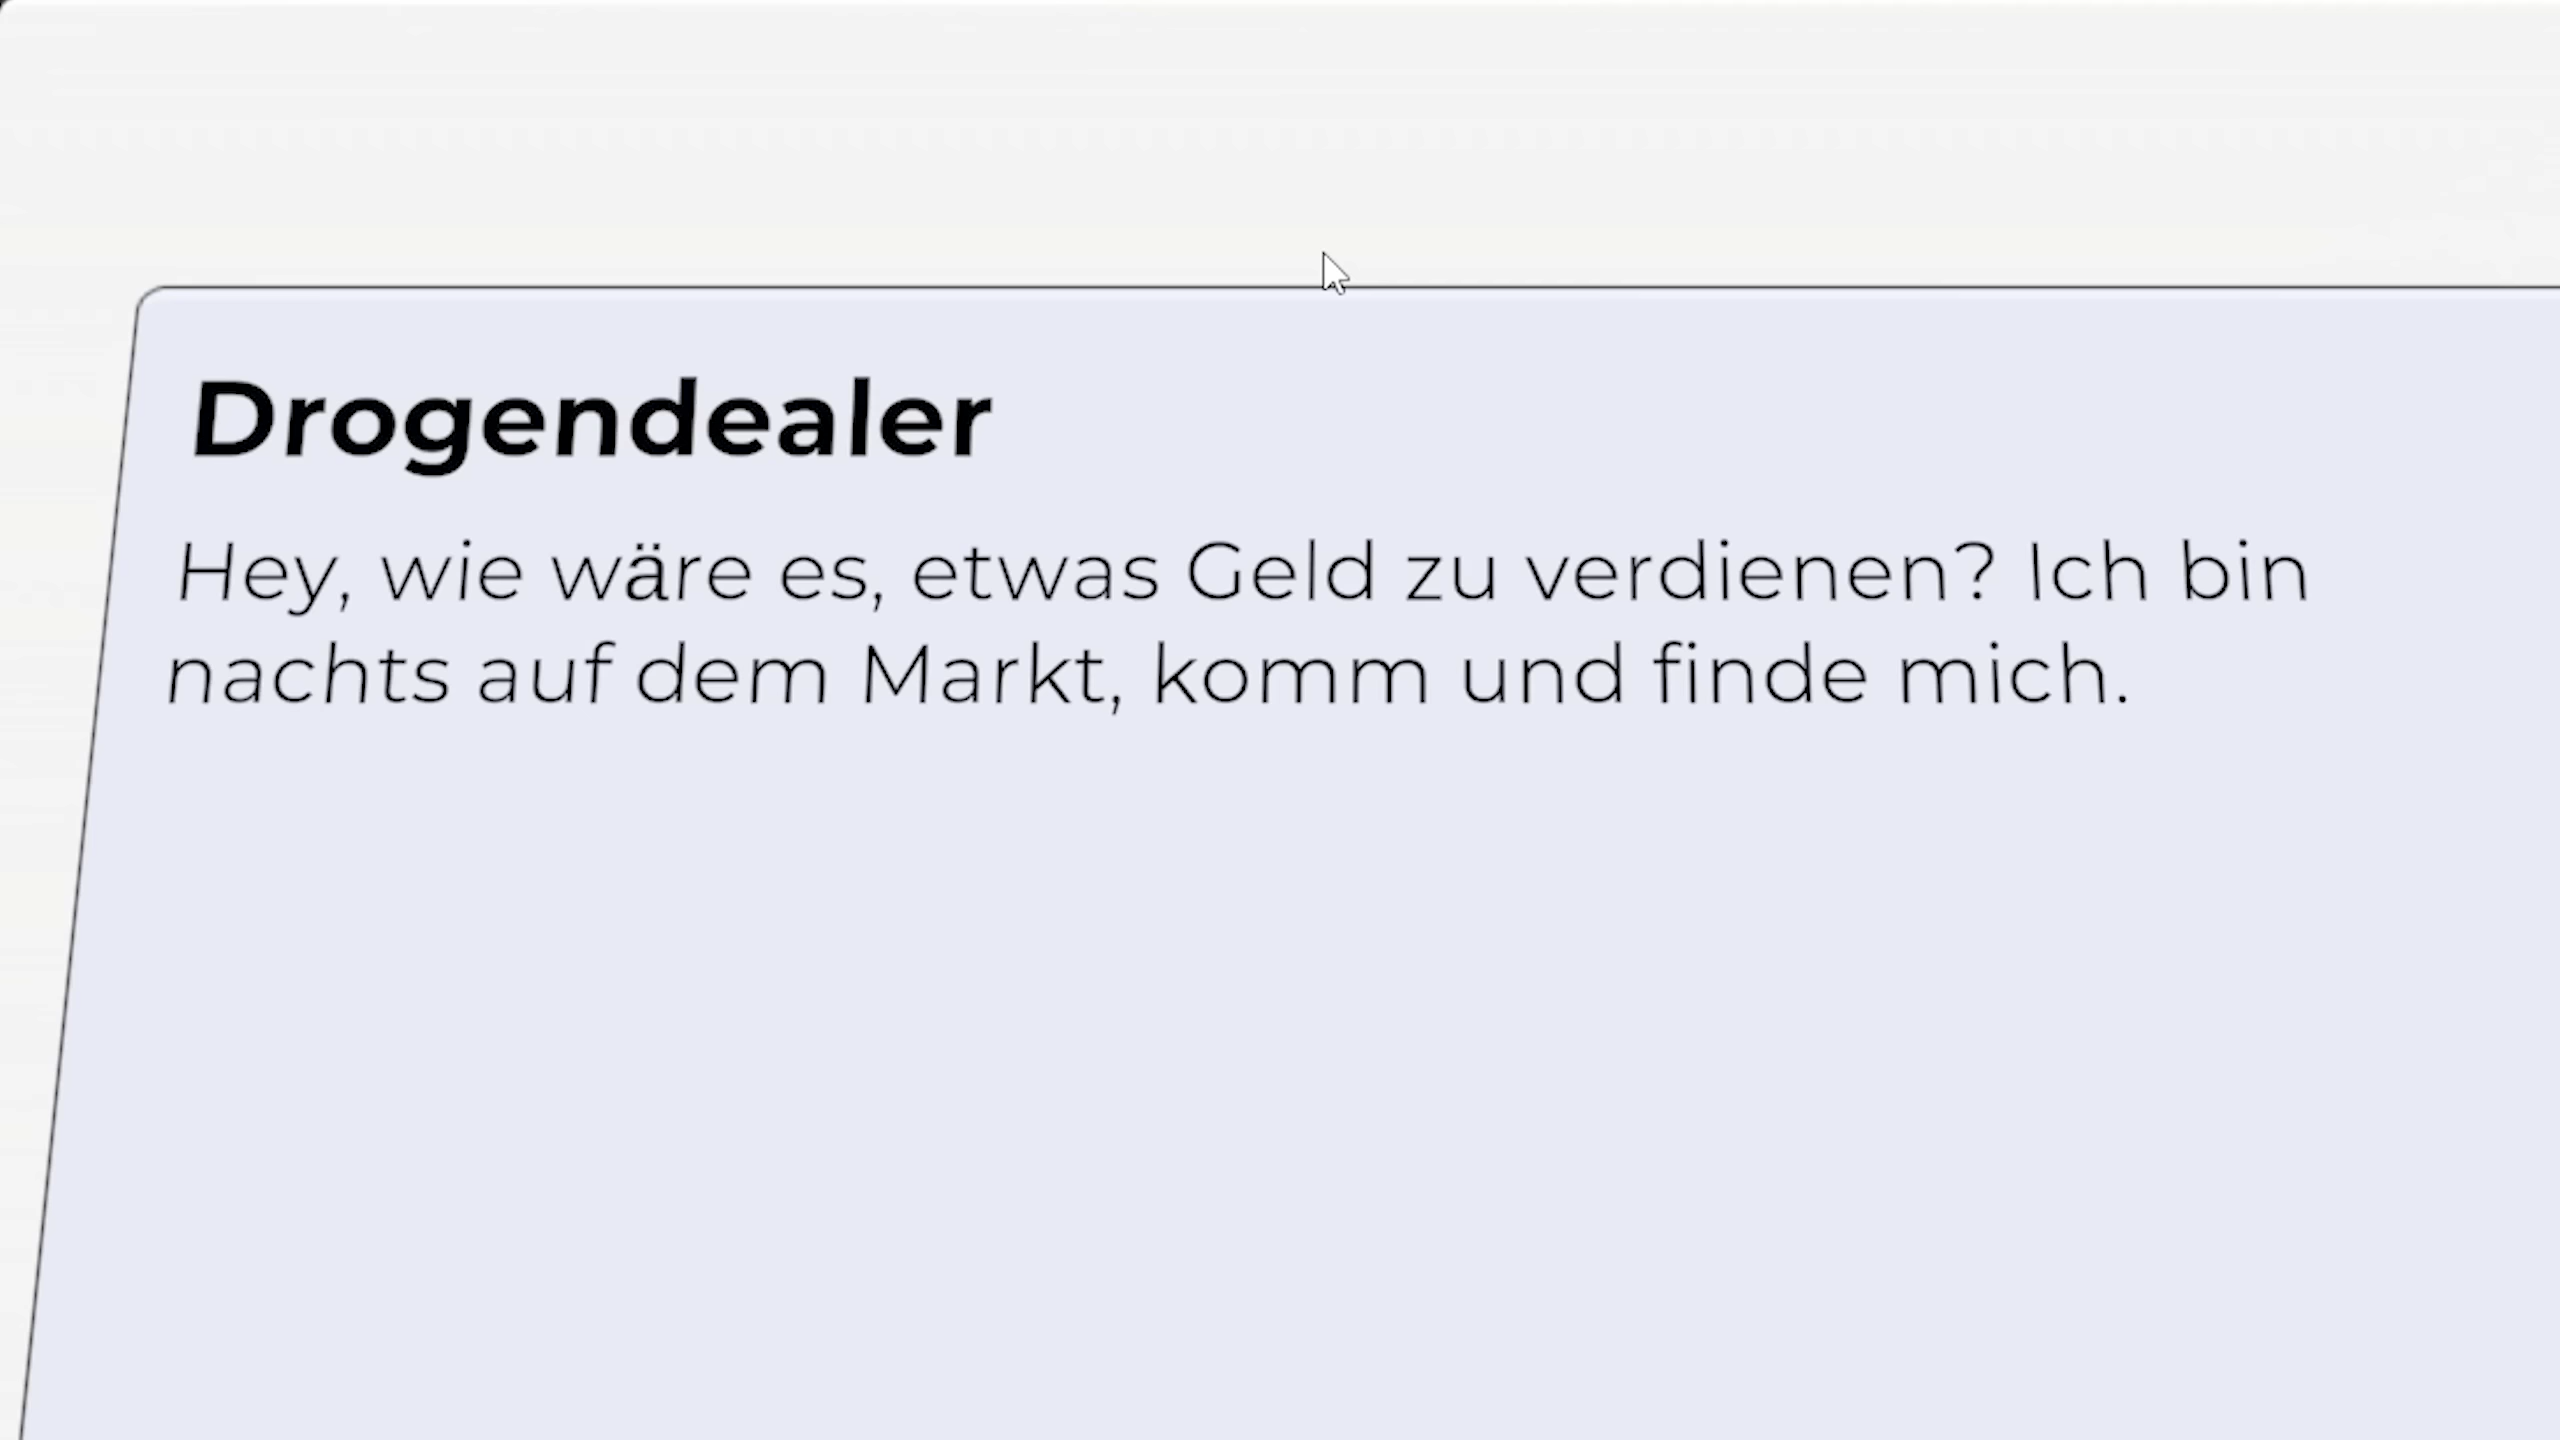 Drogendealer
Hey, wie wäre es, etwas Geld zu verdienen? Ich bin
nachts auf dem Markt, komm und finde mich.